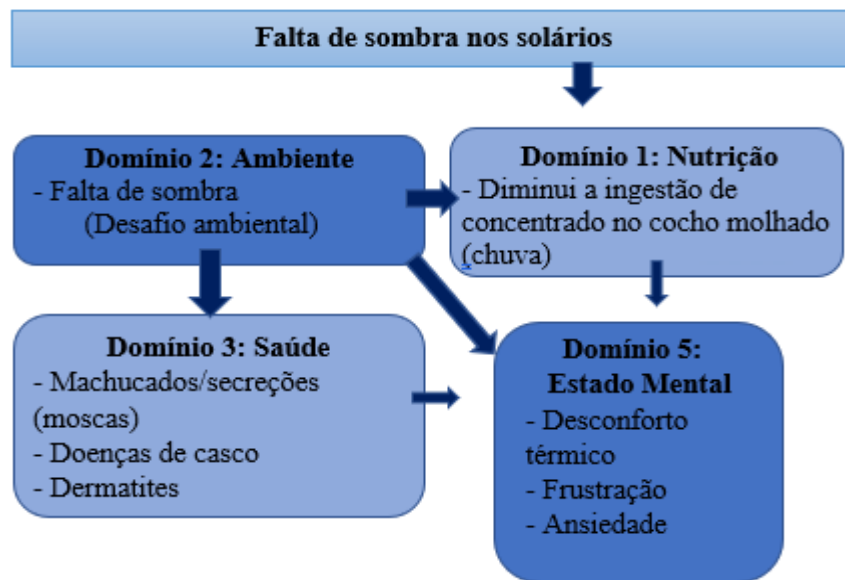 Falta de sombra nos solários
Domínio 2: Ambiente
- Falta de sombra
(Desafio ambiental)
Domínio 1: Nutrição
- Diminui a ingestão de
concentrado no cocho molhado
(chuva)
Domínio 3: Saúde
- Machucados/secreções
(moscas)
- Doenças de casco
- Dermatites
Domínio 5:
Estado Mental
- Desconforto
térmico
- Frustração
- Ansiedade